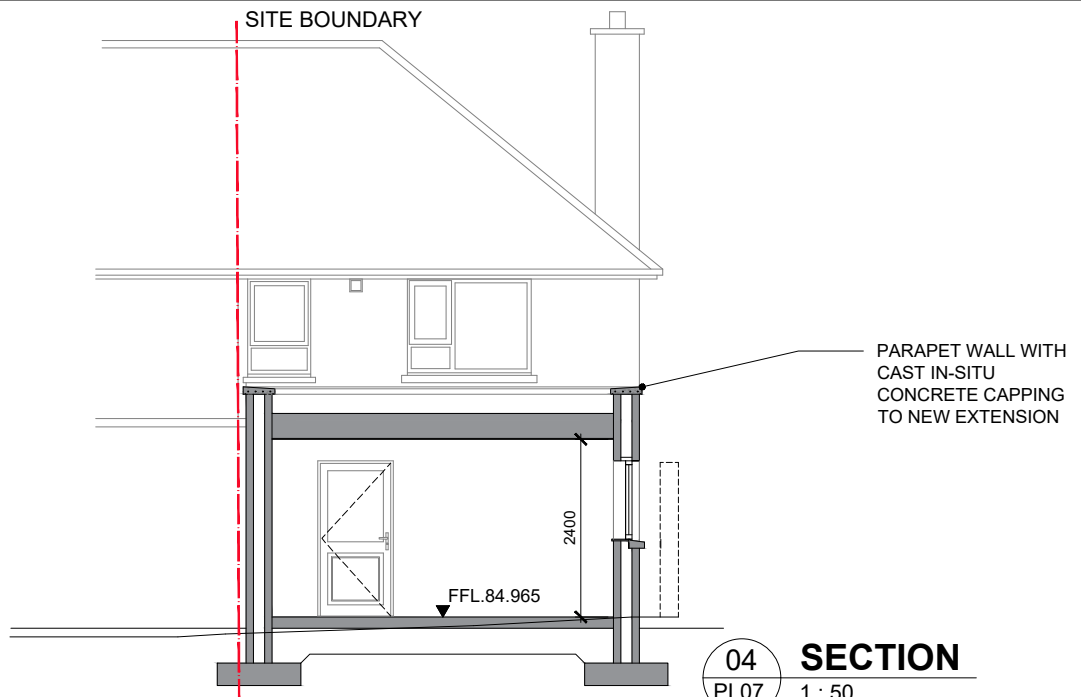 SITE BOUNDARY
PARAPET WALL WITH
CAST IN-SITU
CONCRETE CAPPING
TO NEW EXTENSION
2400
FFL.84.965
04
PL07
SECTION
1 : 50